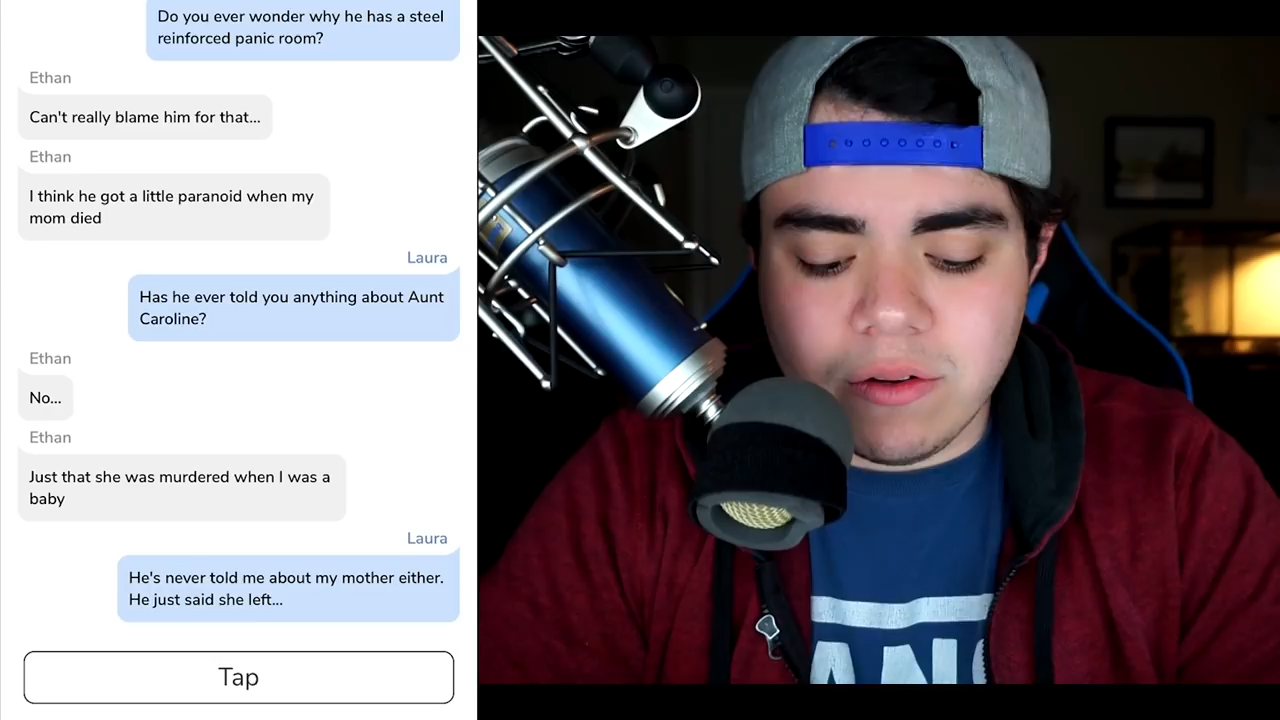 Do you ever wonder why he has a steel
reinforced panic room?
Ethan
Can't really blame him for that...
Ethan
I think he got a little paranoid when my
mom died
Laura
Has he ever told you anything about Aunt
Caroline?
Ethan
No...
Ethan
Just that she was murdered when I was a
baby
Laura
He's never told me about my mother either.
He just said she left...
Tap